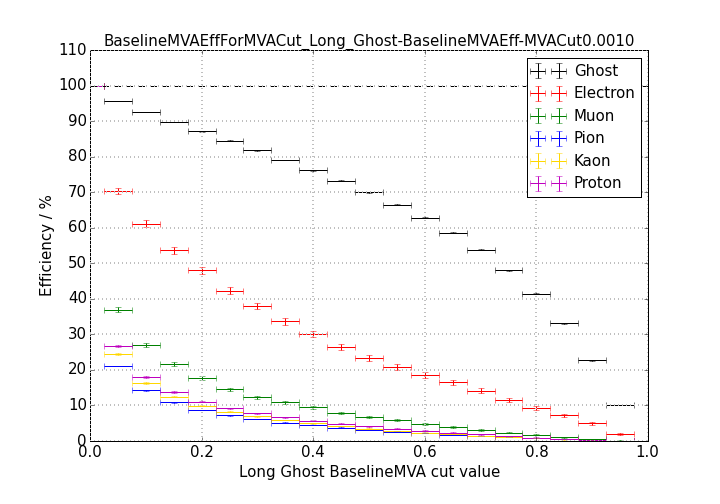 BaselineMVAEffForMVACut_Long_Ghost-BaselineMVAEff-MVACut0.0010
Efficiency / %
110
100
90
80
70
60
50
40
30
20
10
0
Ghost
Electron
Muon
Pion
Kaon
Proton
0.0 0.2 0.4 0.6 0.8 1.0
Long Ghost BaselineMVA cut value